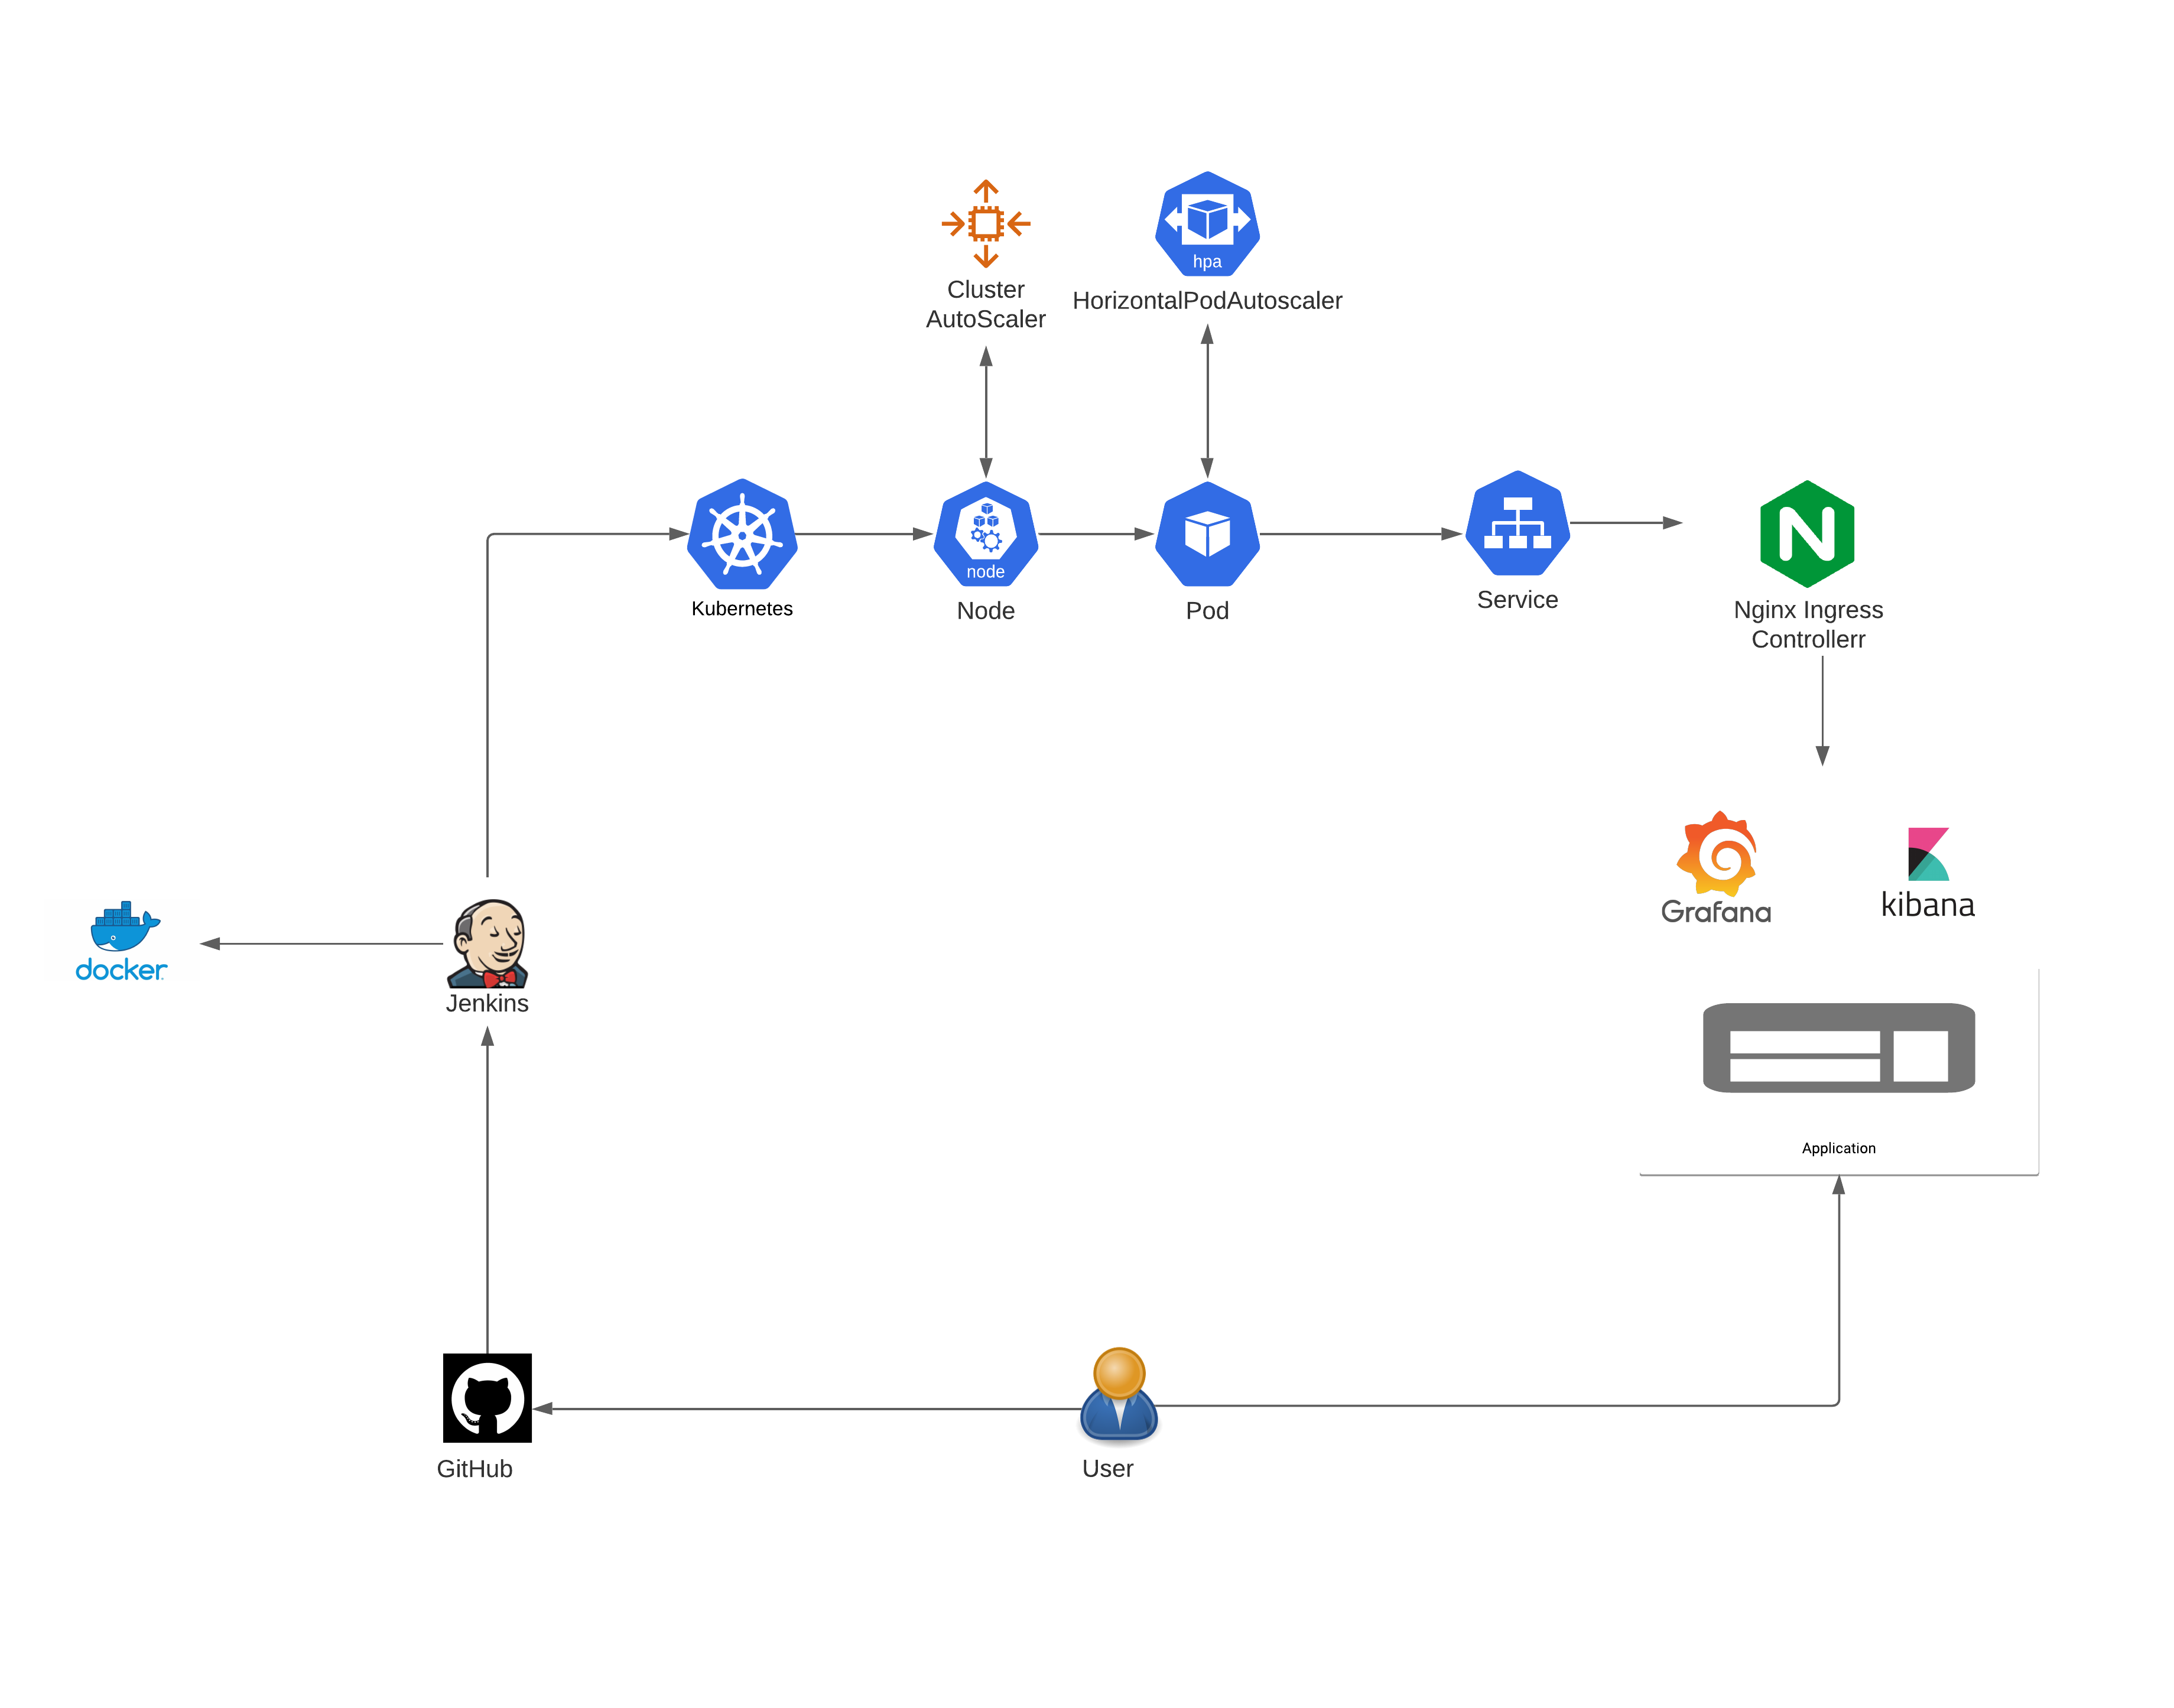 Cluster
AutoScaler
hpa
HorizontalPodAutoscaler
Kubernetes
node
Node
Pod
Service
Nginx Ingress
Controllerr
Grafana
kibana
docker
Jenkins
Application
GitHub
User